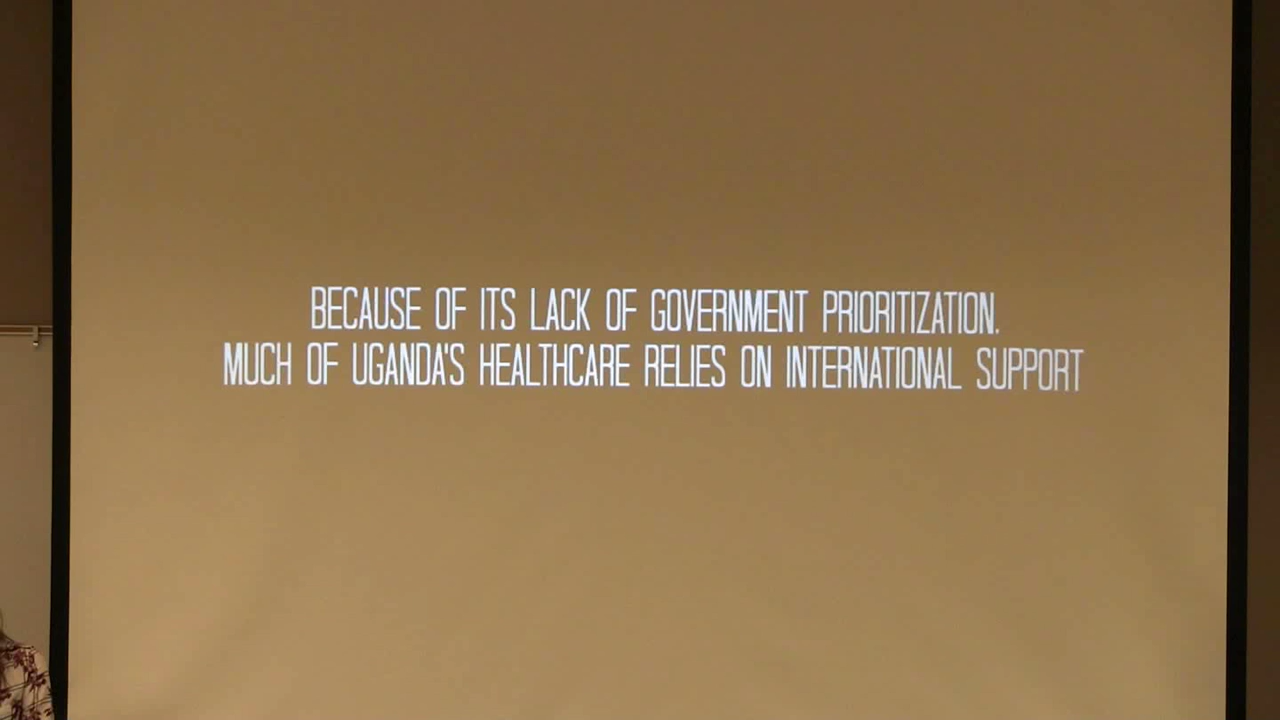 BECAUSE OF ITS LACK OF GOVERNMENT PRIORITIZATION,
MUCH OF UGANDA'S HEALTHCARE RELIES ON INTERNATIONAL SUPPORT